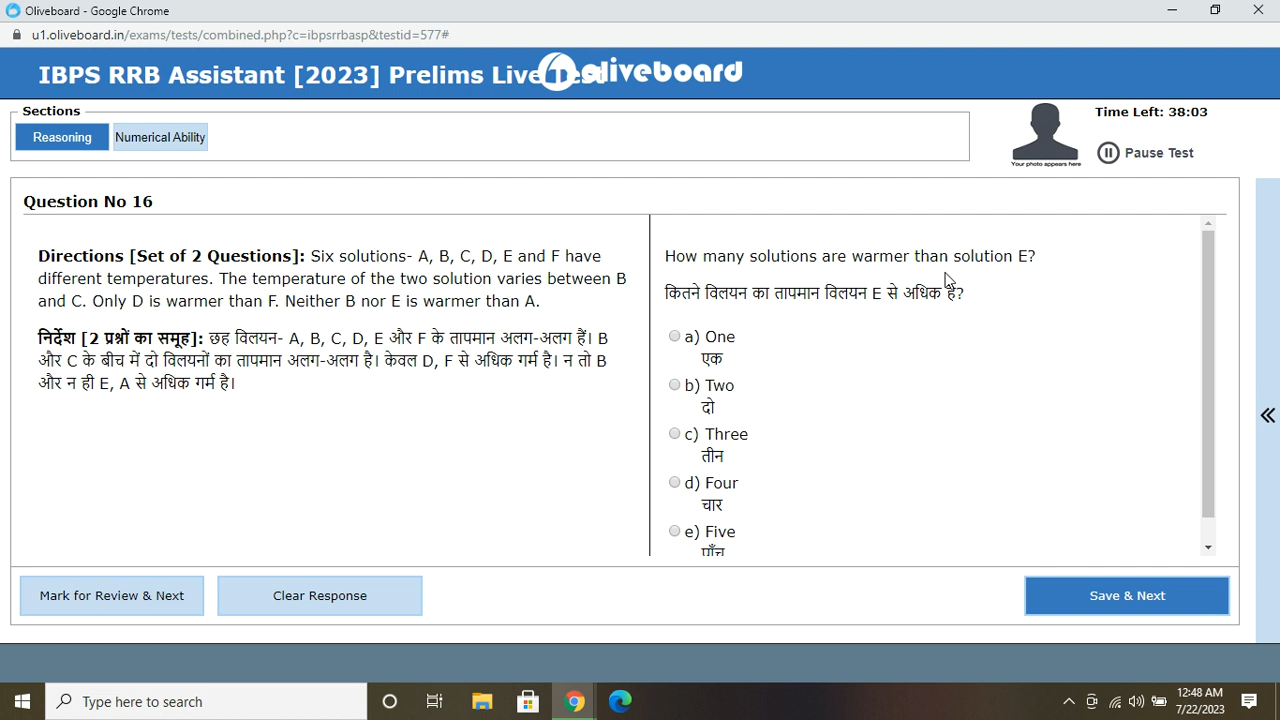 Oliveboard - Google Chrome
u1.oliveboard.in/exams/tests/combined.php?c=ibpsrrbasp&testid=577#
IBPS RRB Assistant [2023] Prelims Live
oliveboard
Sections
Reasoning
Numerical Ability
Your photo appears here
Time Left: 38:03
Pause Test
Question No 16
Directions [Set of 2 Questions]: Six solutions- A, B, C, D, E and F have
different temperatures. The temperature of the two solution varies between B
and C. Only D is warmer than F. Neither B nor E is warmer than A.
निर्देश [2 प्रश्नों का समूह]: छह विलयन- A, B, C, D, E और F के तापमान अलग-अलग हैं। B
और C के बीच में दो विलयनों का तापमान अलग-अलग है। केवल D, F से अधिक गर्म है। न तो B
और न ही E, A से अधिक गर्म है।
How many solutions are warmer than solution E?
कितने विलयन का तापमान विलयन E से अधिक है?
a) One
एक
b) Two
दो
c) Three
तीन
d) Four
चार
e) Five
पाँच
Mark for Review & Next
Clear Response
Save & Next
Type here to search
12:48 AM
7/22/2023